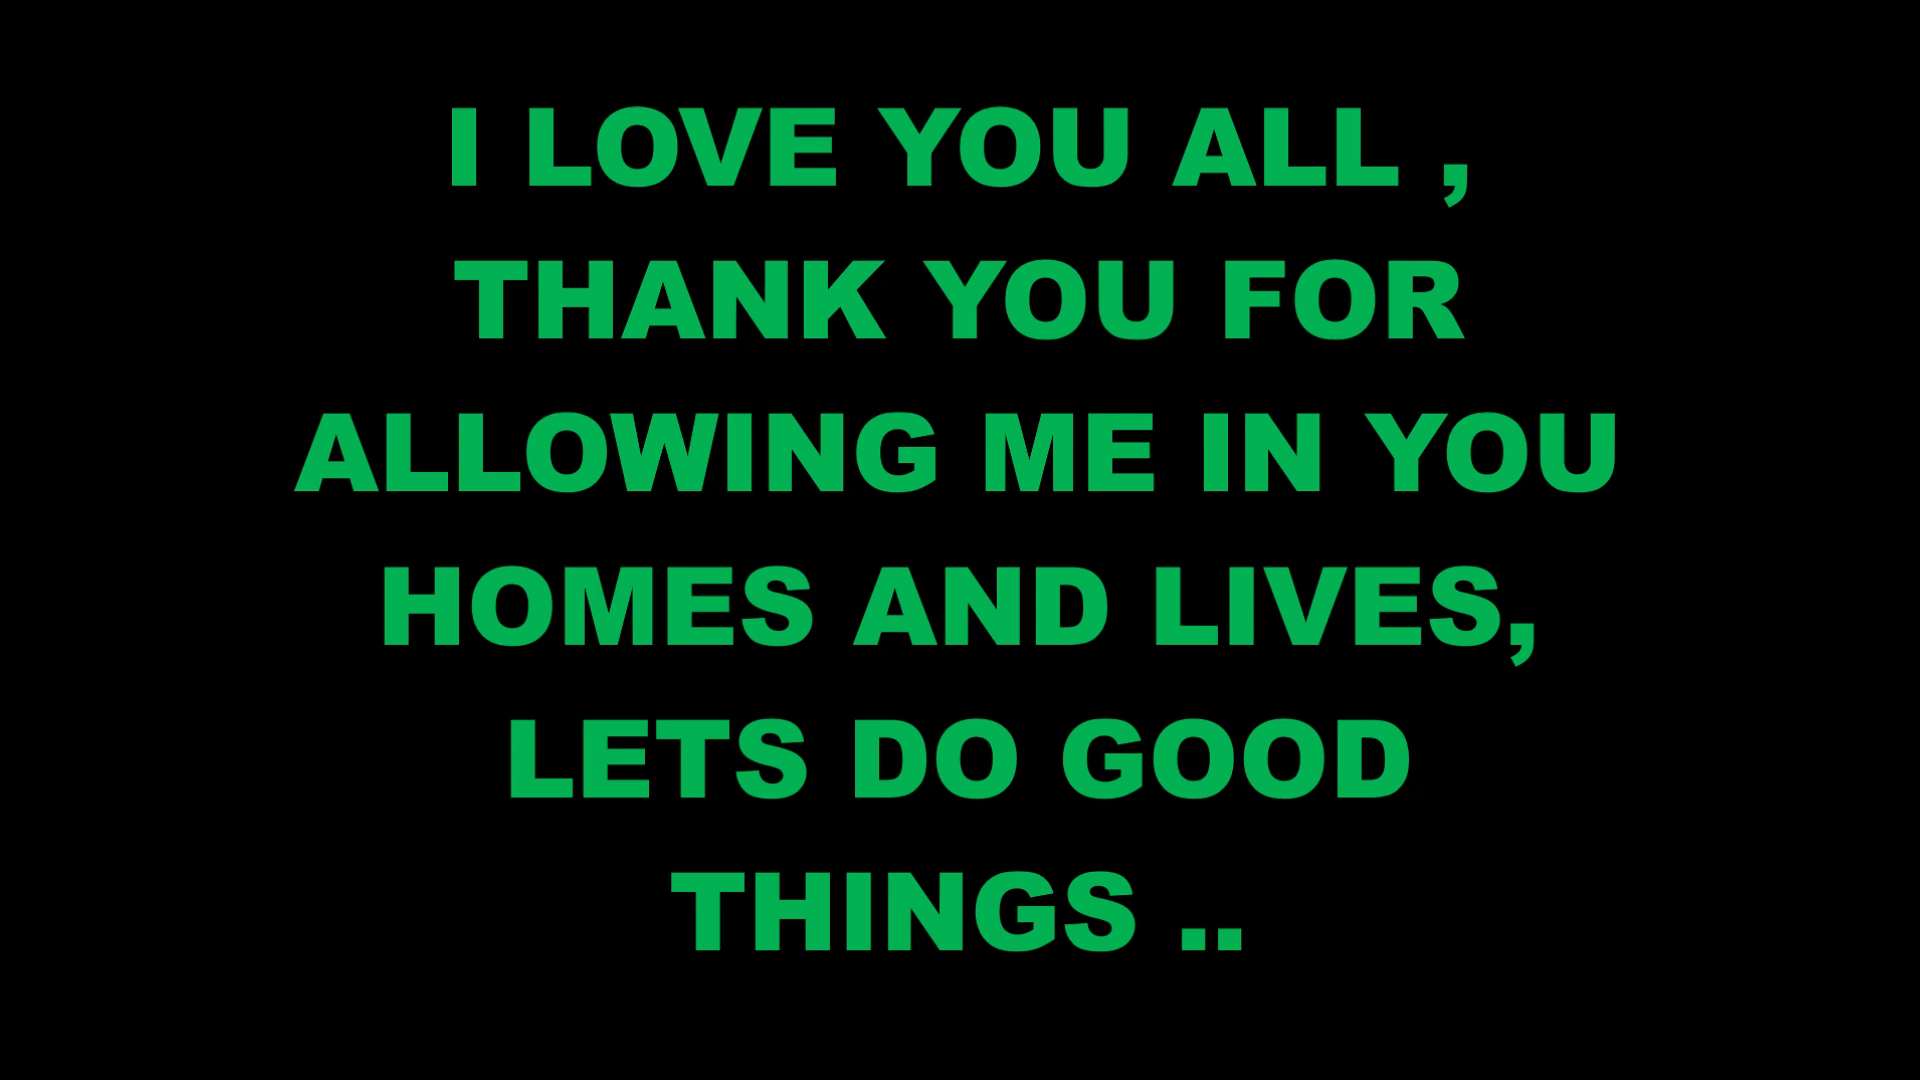 I LOVE YOU ALL ,
THANK YOU FOR
ALLOWING ME IN YOU
HOMES AND LIVES,
LETS DO GOOD
THINGS ..